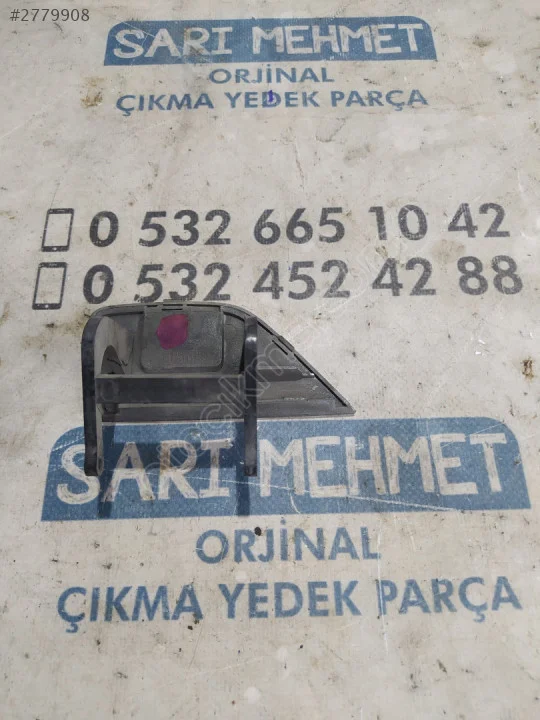 #2779908
SARI MEHMET
ORJİNAL
ÇIKMA YEDEK PARÇA
0 532 665 10 42
0 532 452 42 88
SARI MEHMET
ORJİNAL
ÇIKMA YEDEK PARÇA